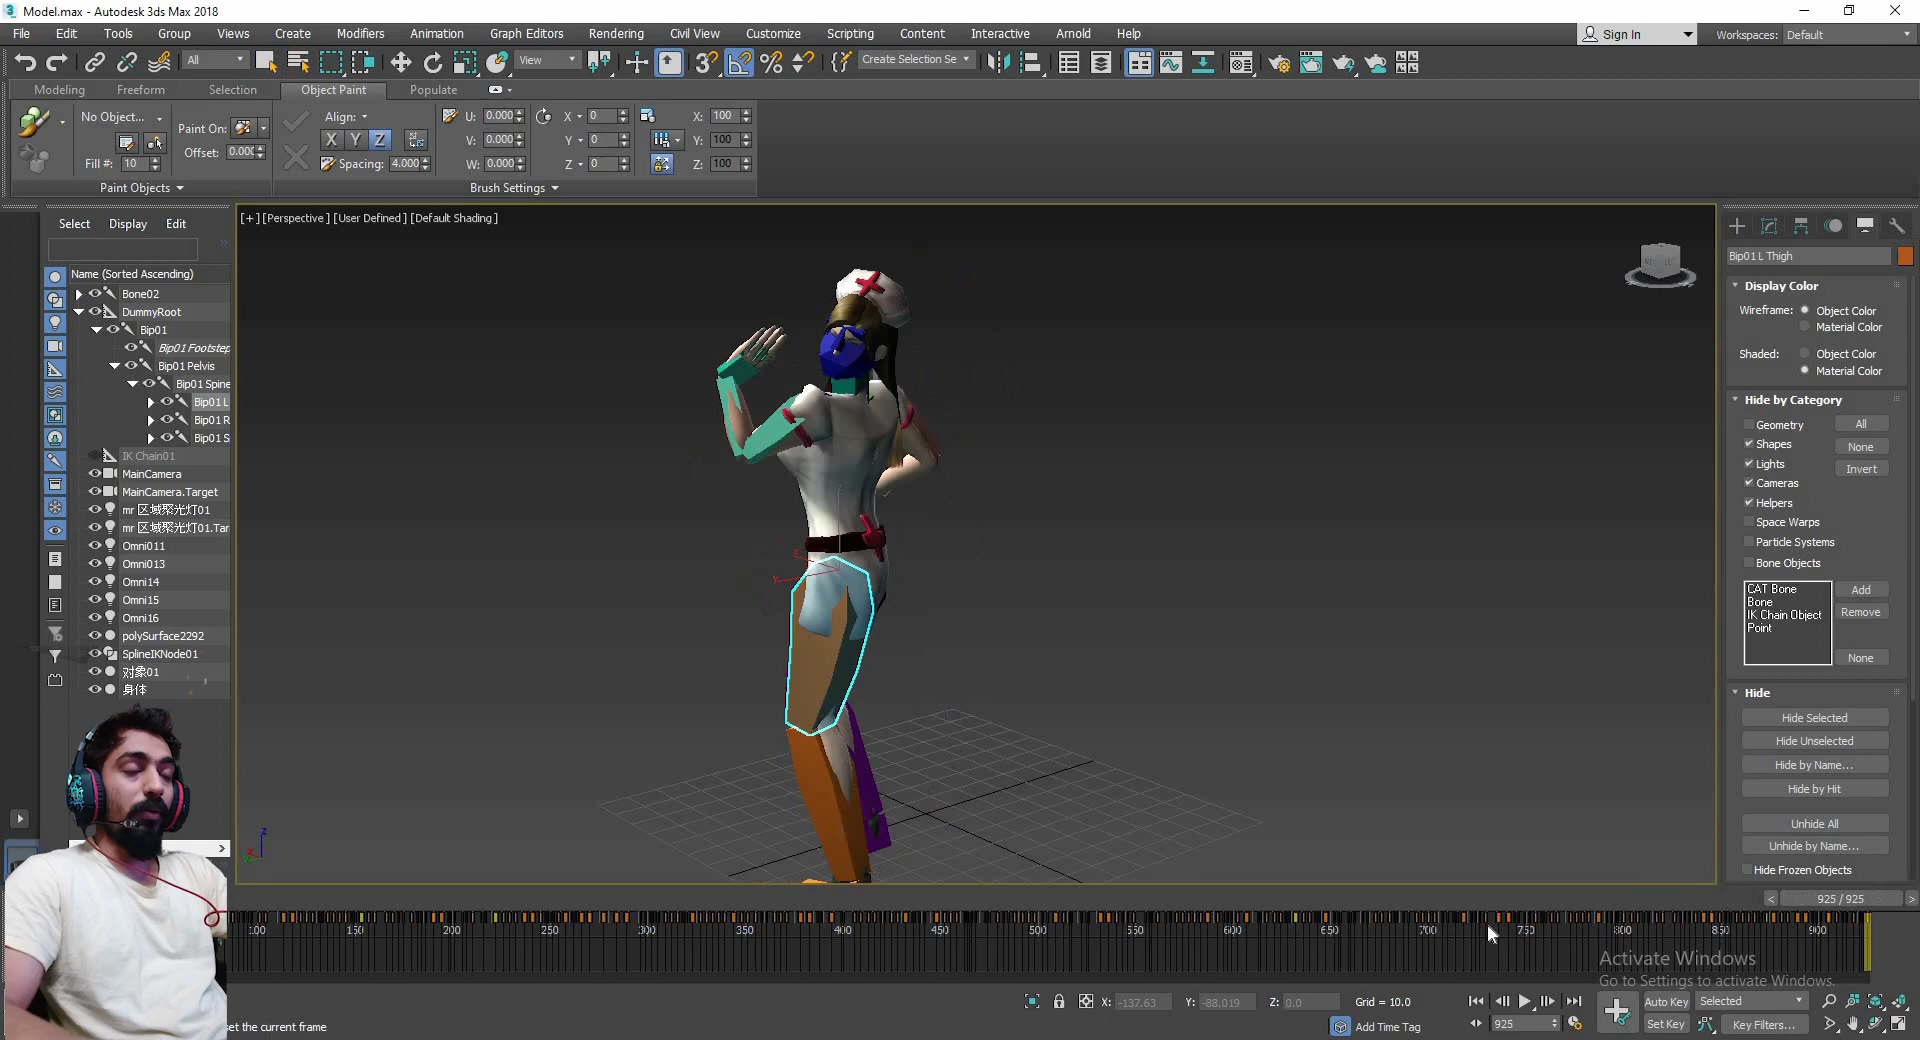 Model.max - Autodesk 3ds Max 2018
File Edit Tools Group Views Create Modifiers Animation Graph Editors Rendering Civil View Customize Scripting Content Interactive Arnold Help Sign In Workspaces: Default
All View Create Selection Se
Modeling Freeform Selection Object Paint Populate
No Object... Paint On: Align: U: 0.000 X 0 X: 100
Offset: 0.000 X Y Z V: 0.000 Y 0 Y: 100
Fill #: 10 Spacing: 4.000 W: 0.000 Z 0 Z: 100
Paint Objects Brush Settings
[+] [Perspective ] [User Defined ] [Default Shading ]
Select Display Edit
Name (Sorted Ascending)
Bone02
DummyRoot
Bip01
Bip01 Footstep
Bip01 Pelvis
Bip01 Spine
Bip01 L
Bip01 R
Bip01 S
IK Chain01
MainCamera
MainCamera.Target
mr 区域聚光灯01
mr 区域聚光灯01.Tar
Omni011
Omni013
Omni14
Omni15
Omni16
polySurface2292
SplineIKNode01
对象01
身体
Bip01 L Thigh
Display Color
Wireframe: Object Color
Material Color
Shaded: Object Color
Material Color
Hide by Category
Geometry All
Shapes None
Lights Invert
Cameras
Helpers
Space Warps
Particle Systems
Bone Objects
CAT Bone Add
Bone
IK Chain Object Remove
Point
None
Hide
Hide Selected
Hide Unselected
Hide by Name...
Hide by Hit
Unhide All
Unhide by Name...
Hide Frozen Objects
925 / 925
100 150 200 250 300 350 400 450 500 550 600 650 700 750 800 850 900
Activate Windows
Go to Settings to activate Windows.
X: -137.63 Y: -88.019 Z: 0.0 Grid = 10.0
Auto Key Selected
set the current frame
Add Time Tag
925
Set Key Key Filters...